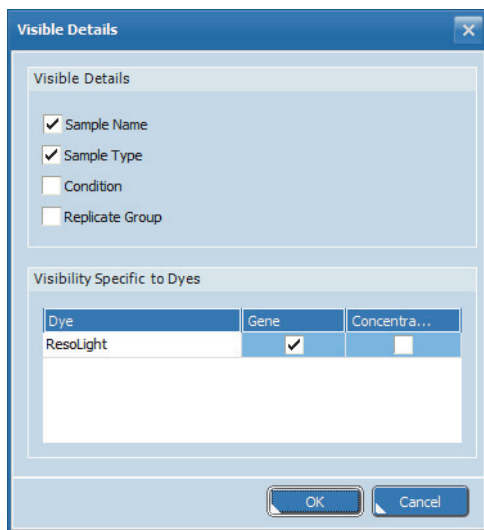 Visible Details
Visible Details
Sample Name
Sample Type
Condition
Replicate Group
Visibility Specific to Dyes
Dye Gene Concentra...
ResoLight
OK Cancel